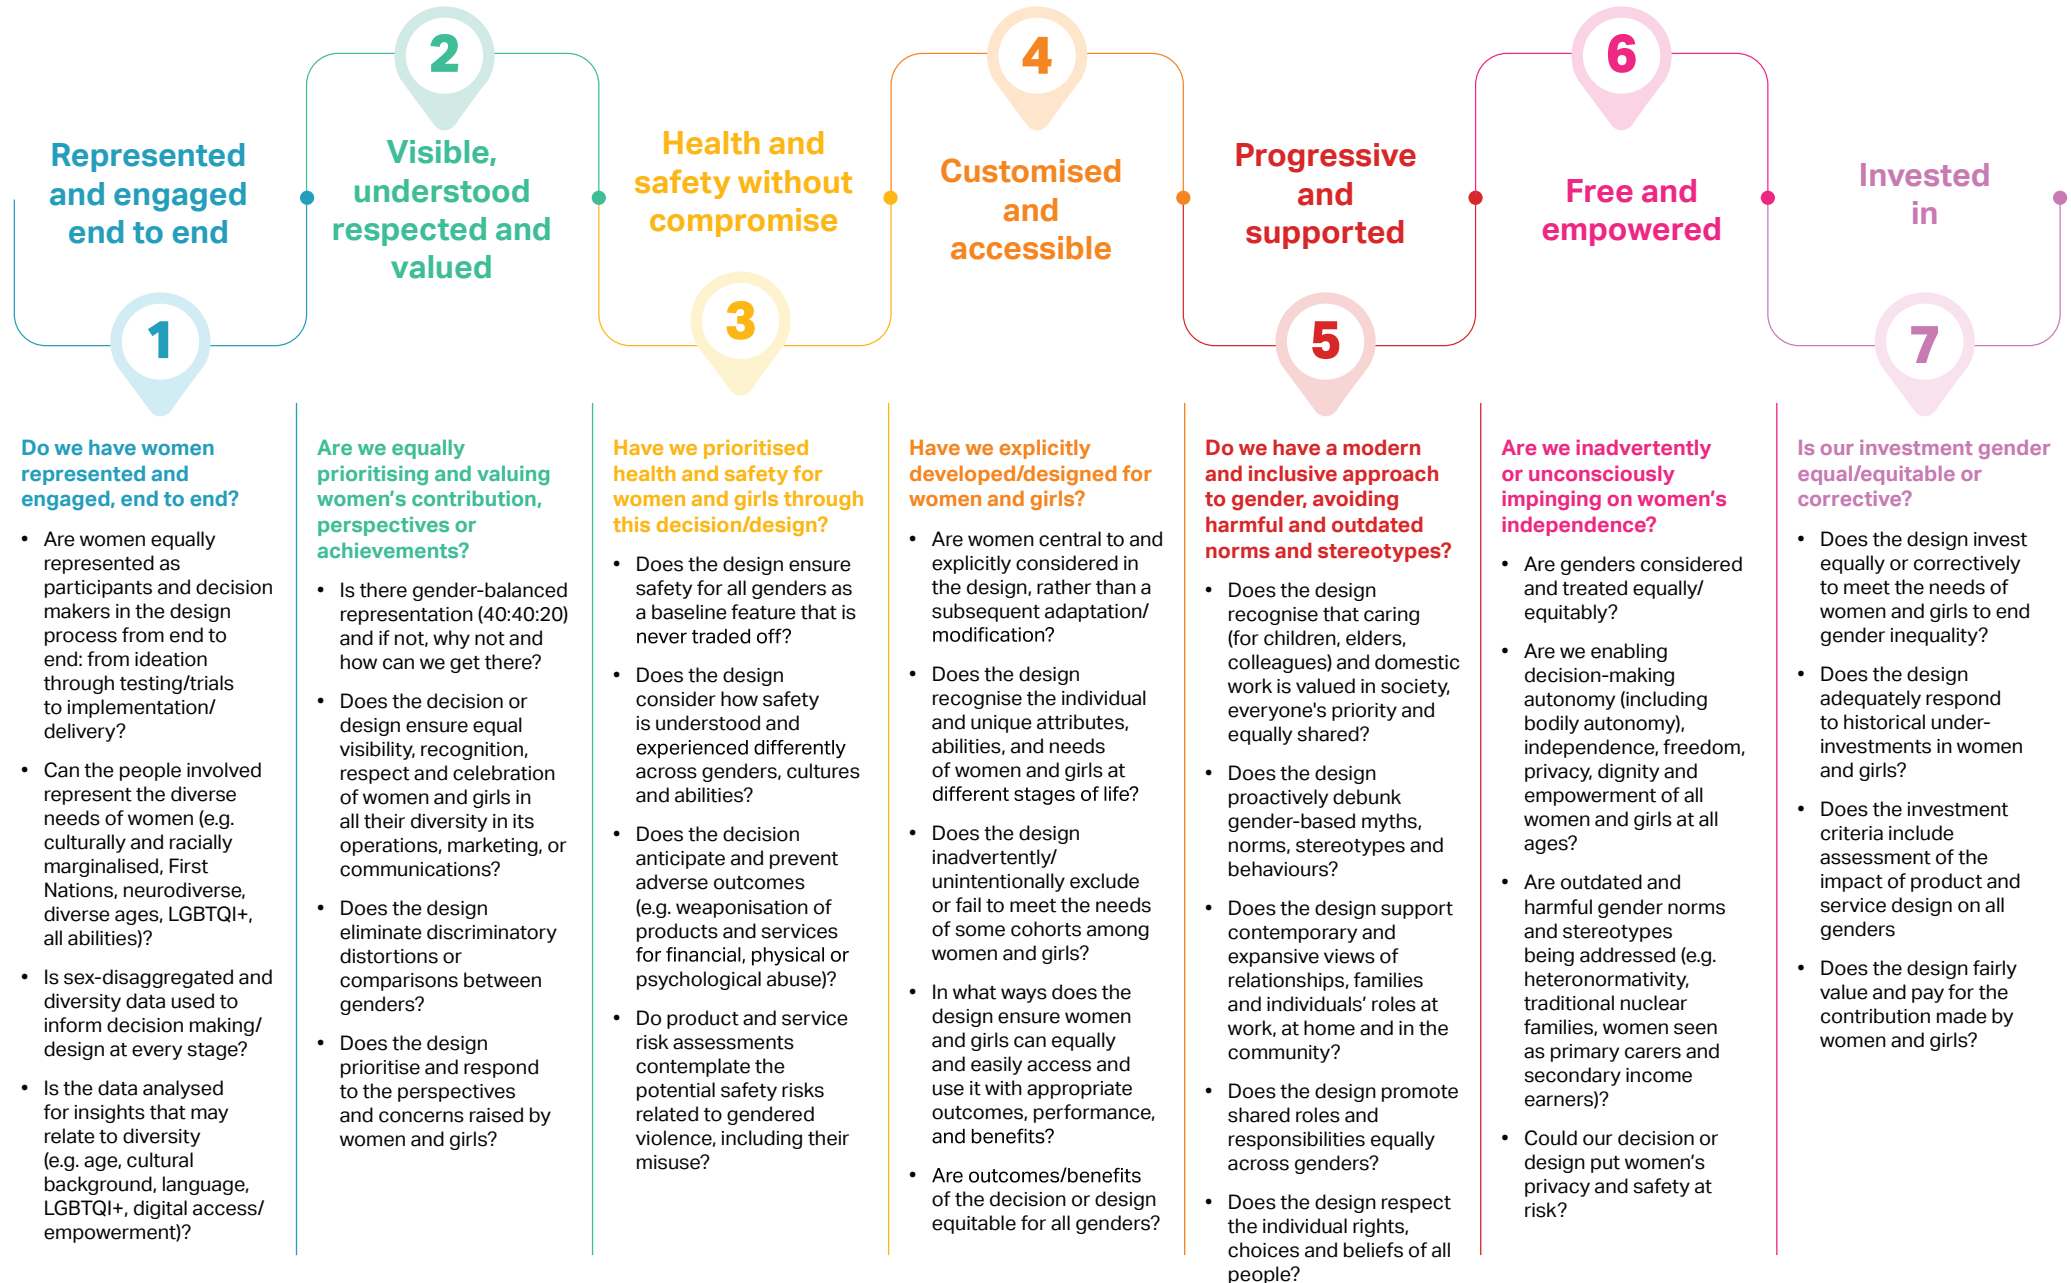 1
Represented
and engaged
end to end
2
Visible,
understood
respected and
valued
3
Health and
safety without
compromise
4
Customised
and
accessible
5
Progressive
and
supported
6
Free and
empowered
7
Invested
in
Do we have women
represented and
engaged, end to end?
• Are women equally
represented as
participants and decision
makers in the design
process from end to
end: from ideation
through testing/trials
to implementation/
delivery?
• Can the people involved
represent the diverse
needs of women (e.g.
culturally and racially
marginalised, First
Nations, neurodiverse,
diverse ages, LGBTQI+,
all abilities)?
• Is sex-disaggregated and
diversity data used to
inform decision making/
design at every stage?
• Is the data analysed
for insights that may
relate to diversity
(e.g. age, cultural
background, language,
LGBTQI+, digital access/
empowerment)?
Are we equally
prioritising and valuing
women's contribution,
perspectives or
achievements?
• Is there gender-balanced
representation (40:40:20)
and if not, why not and
how can we get there?
• Does the decision or
design ensure equal
visibility, recognition,
respect and celebration
of women and girls in
all their diversity in its
operations, marketing, or
communications?
• Does the design
eliminate discriminatory
distortions or
comparisons between
genders?
• Does the design
prioritise and respond
to the perspectives
and concerns raised by
women and girls?
Have we prioritised
health and safety for
women and girls through
this decision/design?
• Does the design ensure
safety for all genders as
a baseline feature that is
never traded off?
• Does the design
consider how safety
is understood and
experienced differently
across genders, cultures
and abilities?
• Does the decision
anticipate and prevent
adverse outcomes
(e.g. weaponisation of
products and services
for financial, physical or
psychological abuse)?
• Do product and service
risk assessments
contemplate the
potential safety risks
related to gendered
violence, including their
misuse?
Have we explicitly
developed/designed for
women and girls?
• Are women central to and
explicitly considered in
the design, rather than a
subsequent adaptation/
modification?
• Does the design
recognise the individual
and unique attributes,
abilities, and needs
of women and girls at
different stages of life?
• Does the design
inadvertently/
unintentionally exclude
or fail to meet the needs
of some cohorts among
women and girls?
• In what ways does the
design ensure women
and girls can equally
and easily access and
use it with appropriate
outcomes, performance,
and benefits?
• Are outcomes/benefits
of the decision or design
equitable for all genders?
Do we have a modern
and inclusive approach
to gender, avoiding
harmful and outdated
norms and stereotypes?
• Does the design
recognise that caring
(for children, elders,
colleagues) and domestic
work is valued in society,
everyone's priority and
equally shared?
• Does the design
proactively debunk
gender-based myths,
norms, stereotypes and
behaviours?
• Does the design support
contemporary and
expansive views of
relationships, families
and individuals' roles at
work, at home and in the
community?
• Does the design promote
shared roles and
responsibilities equally
across genders?
• Does the design respect
the individual rights,
choices and beliefs of all
people?
Are we inadvertently
or unconsciously
impinging on women's
independence?
• Are genders considered
and treated equally/
equitably?
• Are we enabling
decision-making
autonomy (including
bodily autonomy),
independence, freedom,
privacy, dignity and
empowerment of all
women and girls at all
ages?
• Are outdated and
harmful gender norms
and stereotypes
being addressed (e.g.
heteronormativity,
traditional nuclear
families, women seen
as primary carers and
secondary income
earners)?
• Could our decision or
design put women's
privacy and safety at
risk?
Is our investment gender
equal/equitable or
corrective?
• Does the design invest
equally or correctively
to meet the needs of
women and girls to end
gender inequality?
• Does the design
adequately respond
to historical under-
investments in women
and girls?
• Does the investment
criteria include
assessment of the
impact of product and
service design on all
genders
• Does the design fairly
value and pay for the
contribution made by
women and girls?